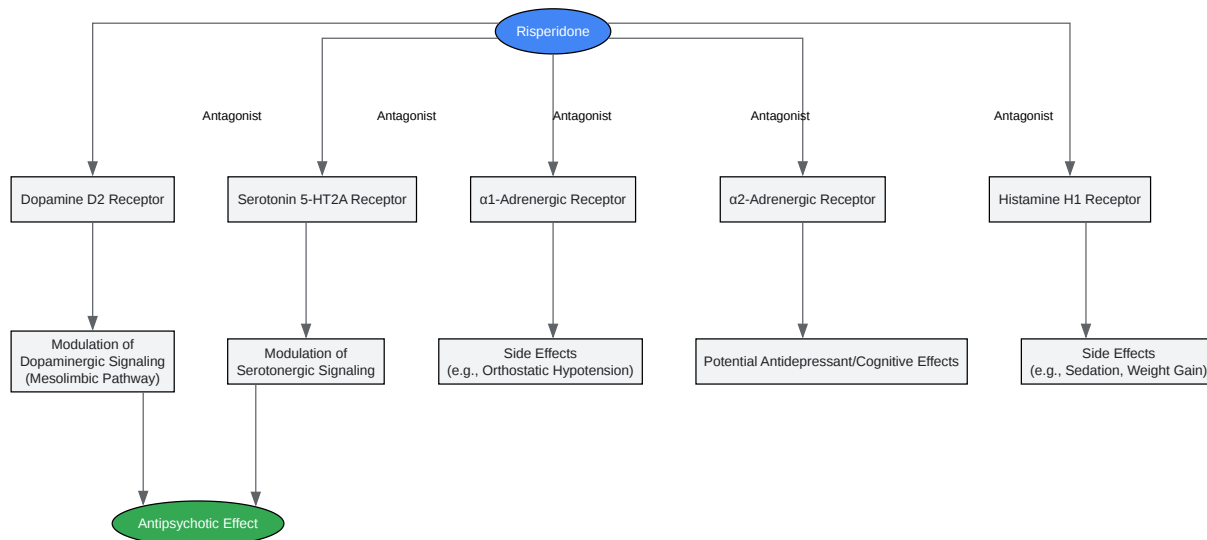 Risperidone
Antagonist
Antagonist
Antagonist
Antagonist
Antagonist
Dopamine D2 Receptor
Serotonin 5-HT2A Receptor
α1-Adrenergic Receptor
α2-Adrenergic Receptor
Histamine H1 Receptor
Modulation of
Dopaminergic Signaling
(Mesolimbic Pathway)
Modulation of
Serotonergic Signaling
Side Effects
(e.g., Orthostatic Hypotension)
Potential Antidepressant/Cognitive Effects
Side Effects
(e.g., Sedation, Weight Gain)
Antipsychotic Effect